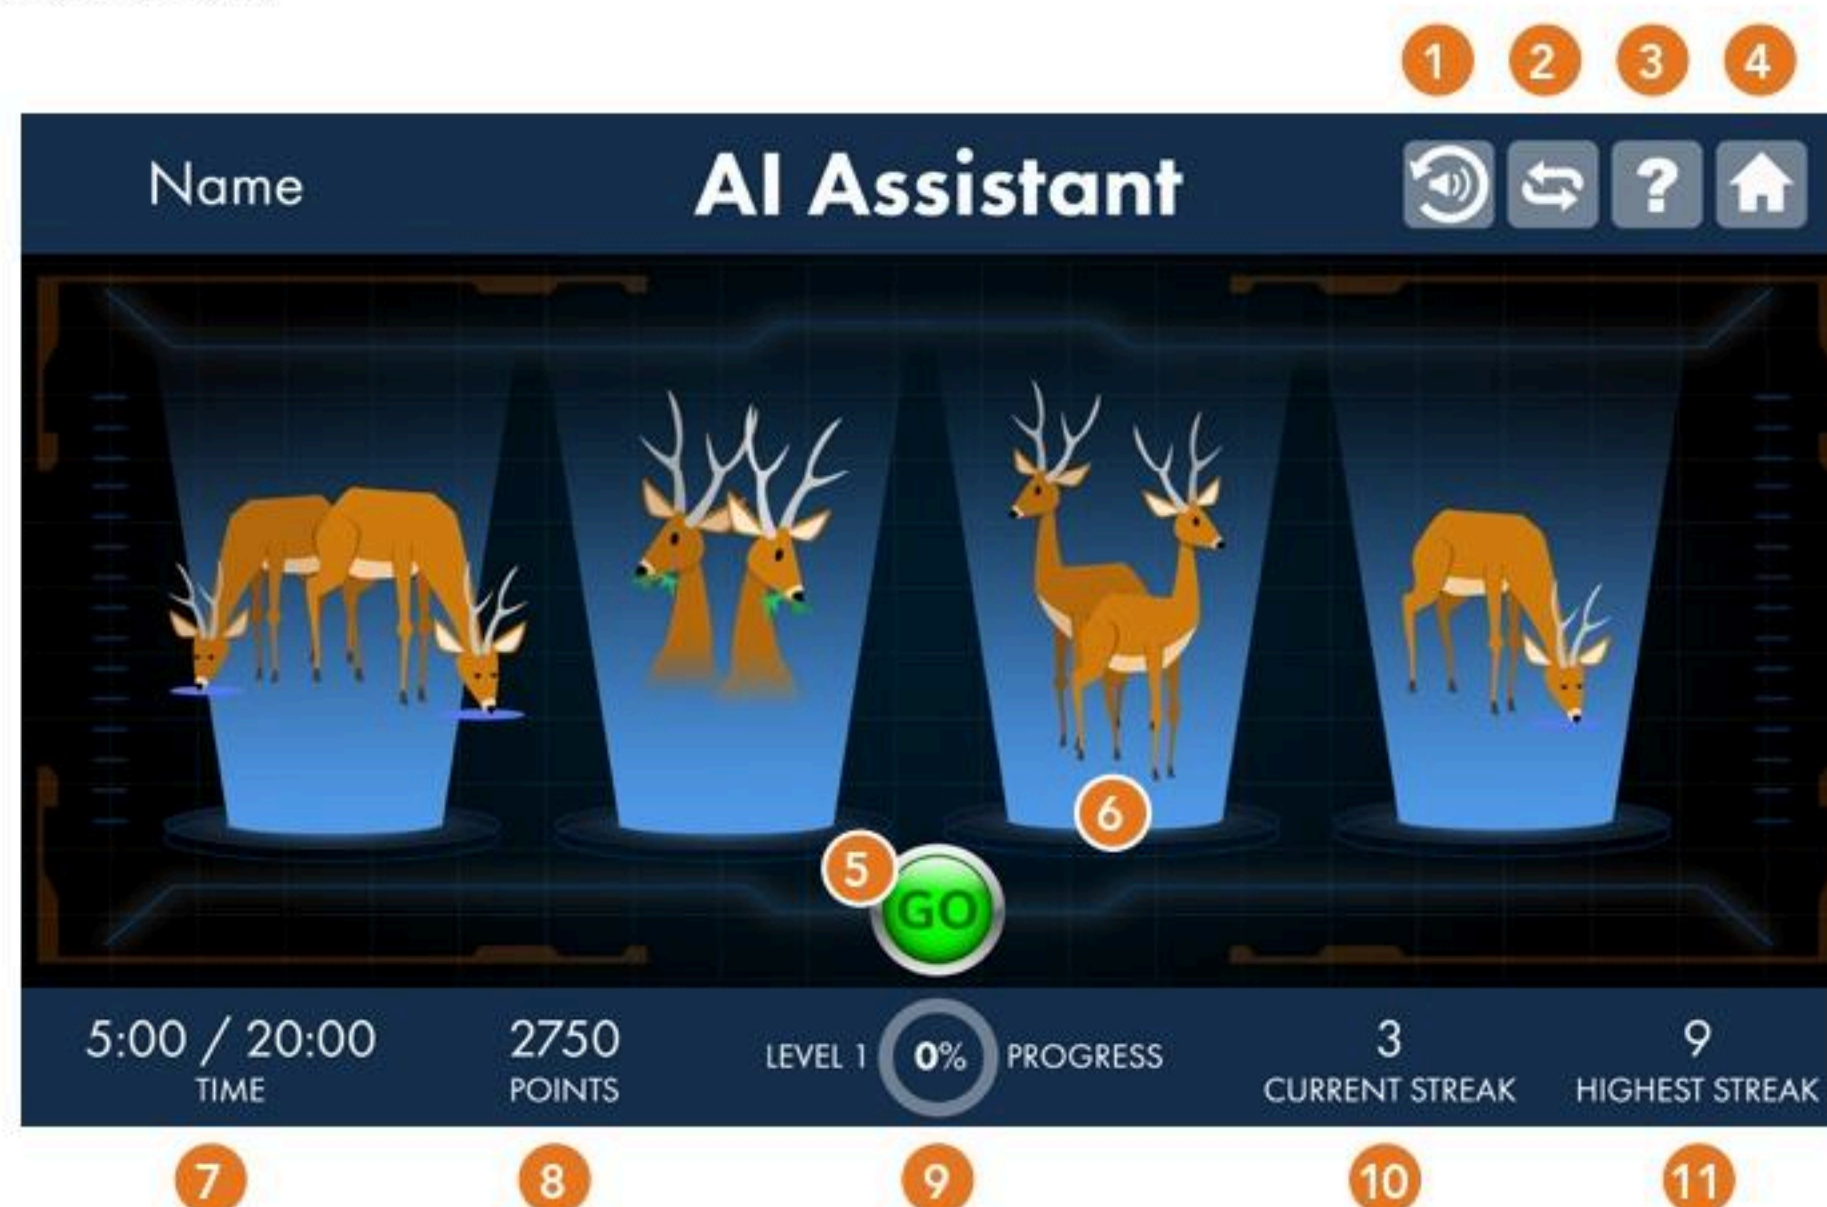 1 2 3 4
Name AI Assistant ?
6
5
GO
5:00 / 20:00 2750 LEVEL 1 0% PROGRESS 3 9
TIME POINTS CURRENT STREAK HIGHEST STREAK
7 8 9 10 11